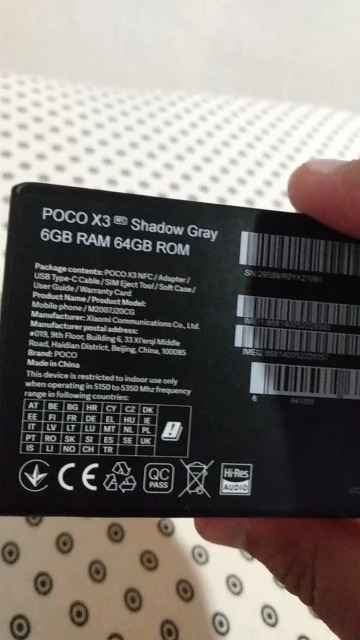 POCO X3 NFC Shadow Gray
6GB RAM 64GB ROM
Package contents: POCO X3 NFC / Adapter /
USB Type-C Cable / SIM Eject Tool / Soft Case /
User Guide / Warranty Card
Product Name / Product Model:
Mobile phone / M2007J20CG
Manufacturer: Xiaomi Communications Co., Ltd.
Manufacturer postal address:
#019, 9th Floor, Building 6, 33 Xi'erqi Middle
Road, Haidian District, Beijing, China, 100085
Brand: POCO
Made in China
This device is restricted to indoor use only
when operating in 5150 to 5350 Mhz frequency
range in following countries:
AT BE BG HR CY CZ DK
EE FI FR DE EL HU IE
IT LV LT LU MT NL PL
PT RO SK SI ES SE UK
IS LI NO CH TR
CE
QC
PASS
Hi-Res
AUDIO
SN:
IMEI
IMEI2:
6